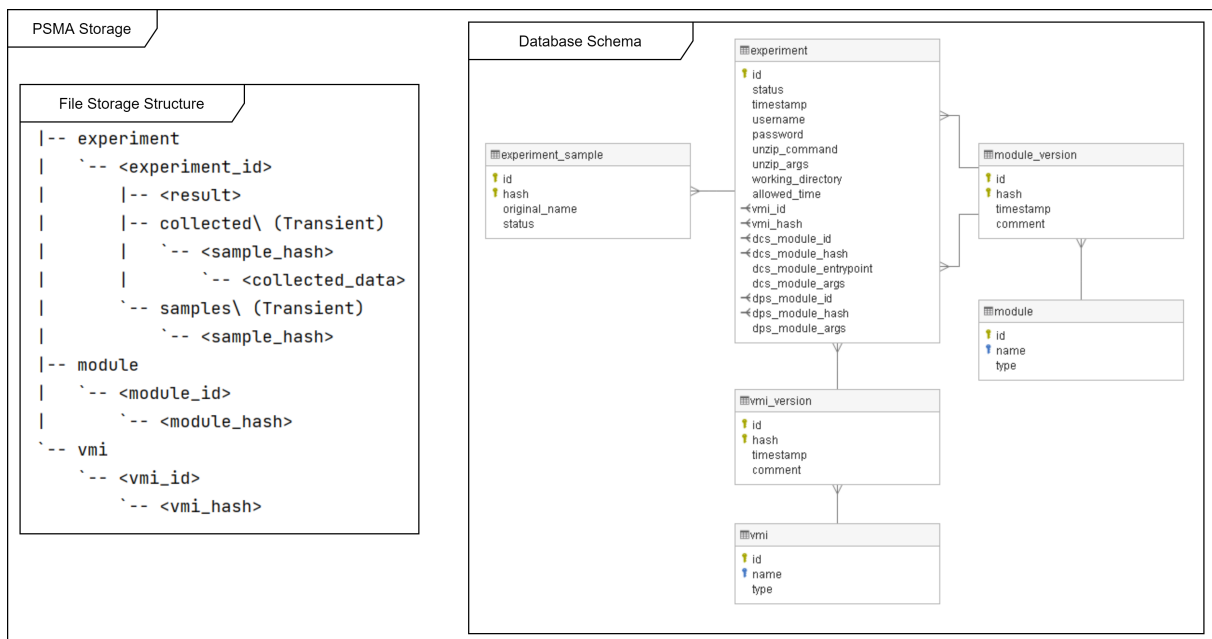 PSMA Storage
File Storage Structure
|-- experiment
|   `-- <experiment_id>
|       |-- <result>
|       |-- collected\ (Transient)
|       |   `-- <sample_hash>
|       |       `-- <collected_data>
|       `-- samples\ (Transient)
|           `-- <sample_hash>
|-- module
|   `-- <module_id>
|       `-- <module_hash>
`-- vmi
    `-- <vmi_id>
        `-- <vmi_hash>
Database Schema
experiment_sample
id
hash
original_name
status
experiment
id
status
timestamp
username
password
unzip_command
unzip_args
working_directory
allowed_time
vmi_id
vmi_hash
dcs_module_id
dcs_module_hash
dcs_module_entrypoint
dcs_module_args
dps_module_id
dps_module_hash
dps_module_args
module_version
id
hash
timestamp
comment
module
id
name
type
vmi_version
id
hash
timestamp
comment
vmi
id
name
type